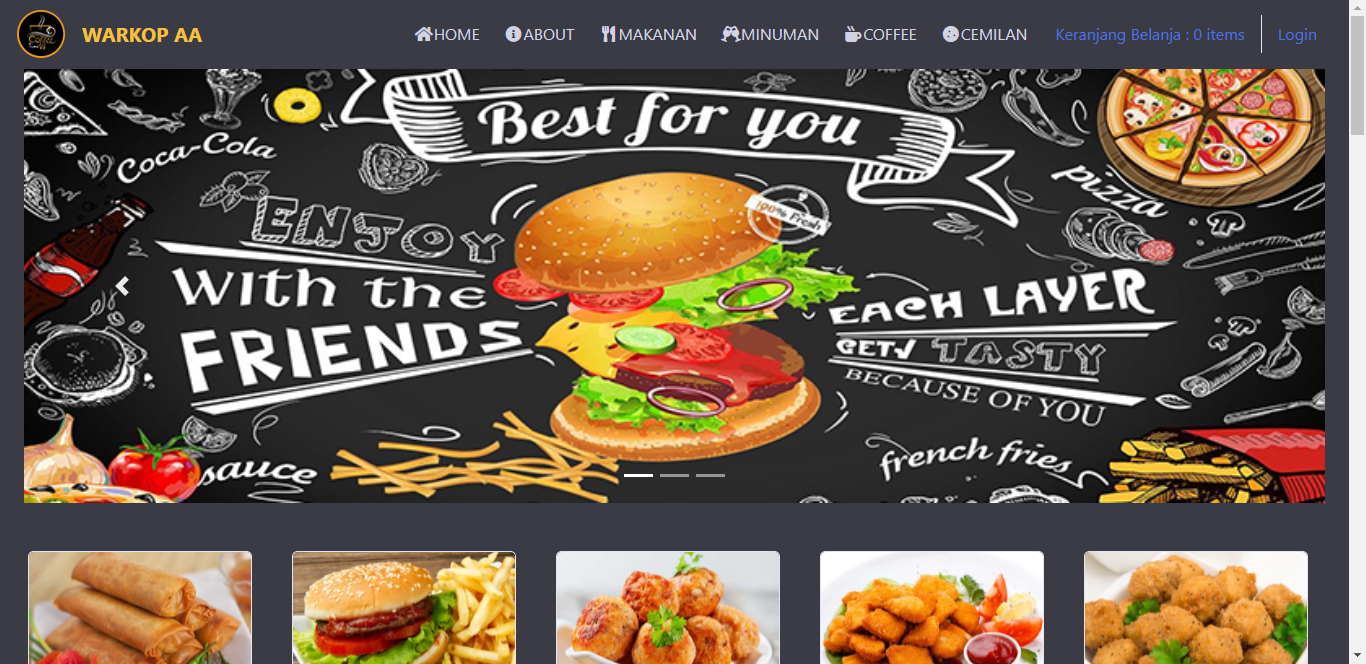 WARKOP AA
HOME
ABOUT
MAKANAN
MINUMAN
COFFEE
CEMILAN
Keranjang Belanja : 0 items
Login
Best for you
Coca-Cola
ENJOY
With the
FRIENDS
100% Fresh
pizza
EACH LAYER
GET
TASTY
BECAUSE OF YOU
sauce
french fries